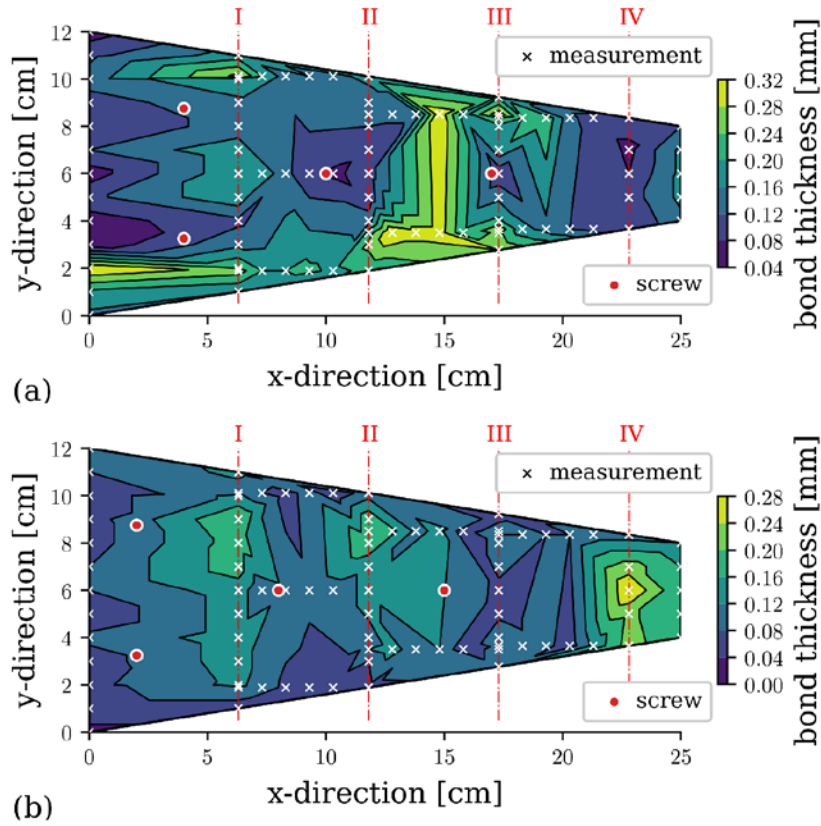 I II III IV
12
10
8
6
4
2
0
y-direction [cm]
× measurement
screw
0 5 10 15 20 25
x-direction [cm]
0.32
0.28
0.24
0.20
0.16
0.12
0.08
0.04
bond thickness [mm]
(a)
I II III IV
12
10
8
6
4
2
0
y-direction [cm]
× measurement
screw
0 5 10 15 20 25
x-direction [cm]
0.28
0.24
0.20
0.16
0.12
0.08
0.04
0.00
bond thickness [mm]
(b)